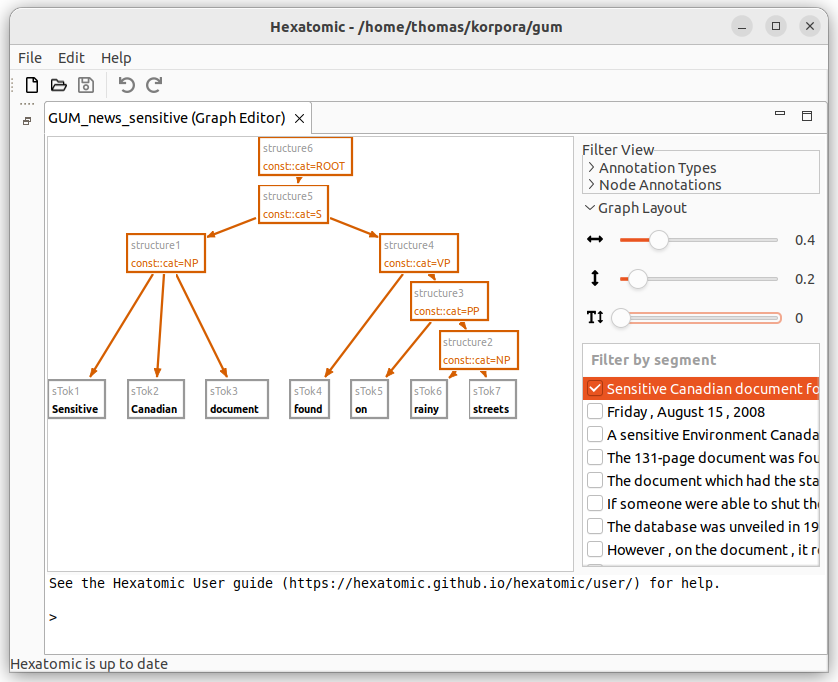 Hexatomic - /home/thomas/korpora/gum
File Edit Help
GUM_news_sensitive (Graph Editor)
structure6
const::cat=ROOT
structure5
const::cat=S
structure1
const::cat=NP
structure4
const::cat=VP
structure3
const::cat=PP
structure2
const::cat=NP
sTok1
Sensitive
sTok2
Canadian
sTok3
document
sTok4
found
sTok5
on
sTok6
rainy
sTok7
streets
Filter View
Annotation Types
Node Annotations
Graph Layout
0.4
0.2
0
Filter by segment
Sensitive Canadian document fo
Friday , August 15 , 2008
A sensitive Environment Canada
The 131-page document was fou
The document which had the sta
If someone were able to shut the
The database was unveiled in 19
However , on the document , it re
See the Hexatomic User guide (https://hexatomic.github.io/hexatomic/user/) for help.
>
Hexatomic is up to date